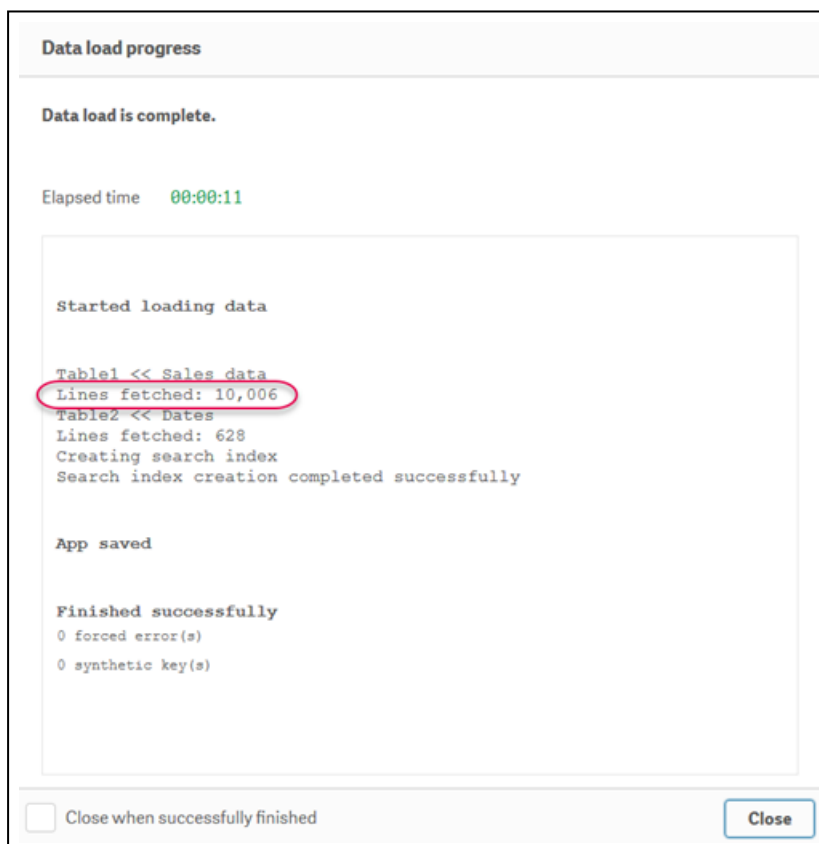 Data load progress
Data load is complete.
Elapsed time 00:00:11
Started loading data
Table1 << Sales data
Lines fetched: 10,006
Table2 << Dates
Lines fetched: 628
Creating search index
Search index creation completed successfully
App saved
Finished successfully
0 forced error(s)
0 synthetic key(s)
Close when successfully finished
Close